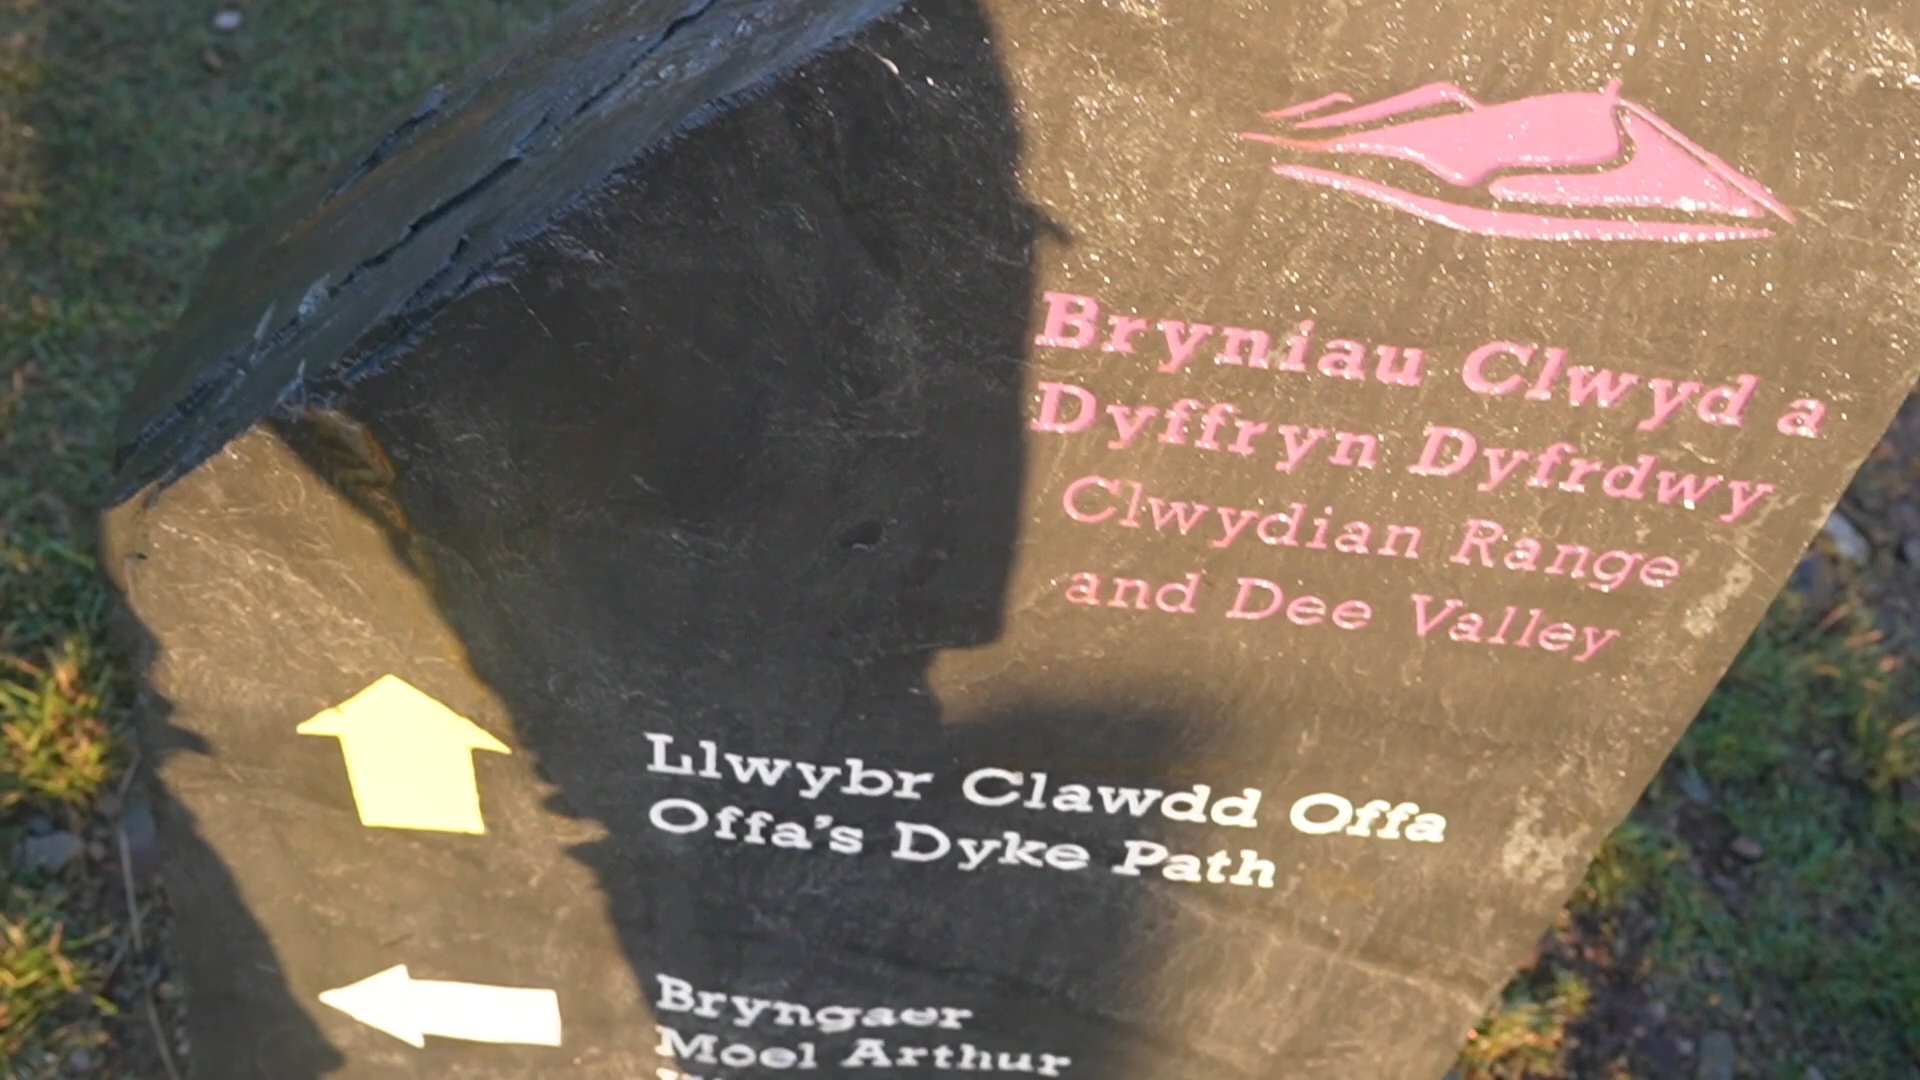 Bryniau Clwyd a
Dyffryn Dyfrdwy
Clwydian Range
and Dee Valley
Llwybr Clawdd Offa
Offa's Dyke Path
Bryngaer
Moel Arthur